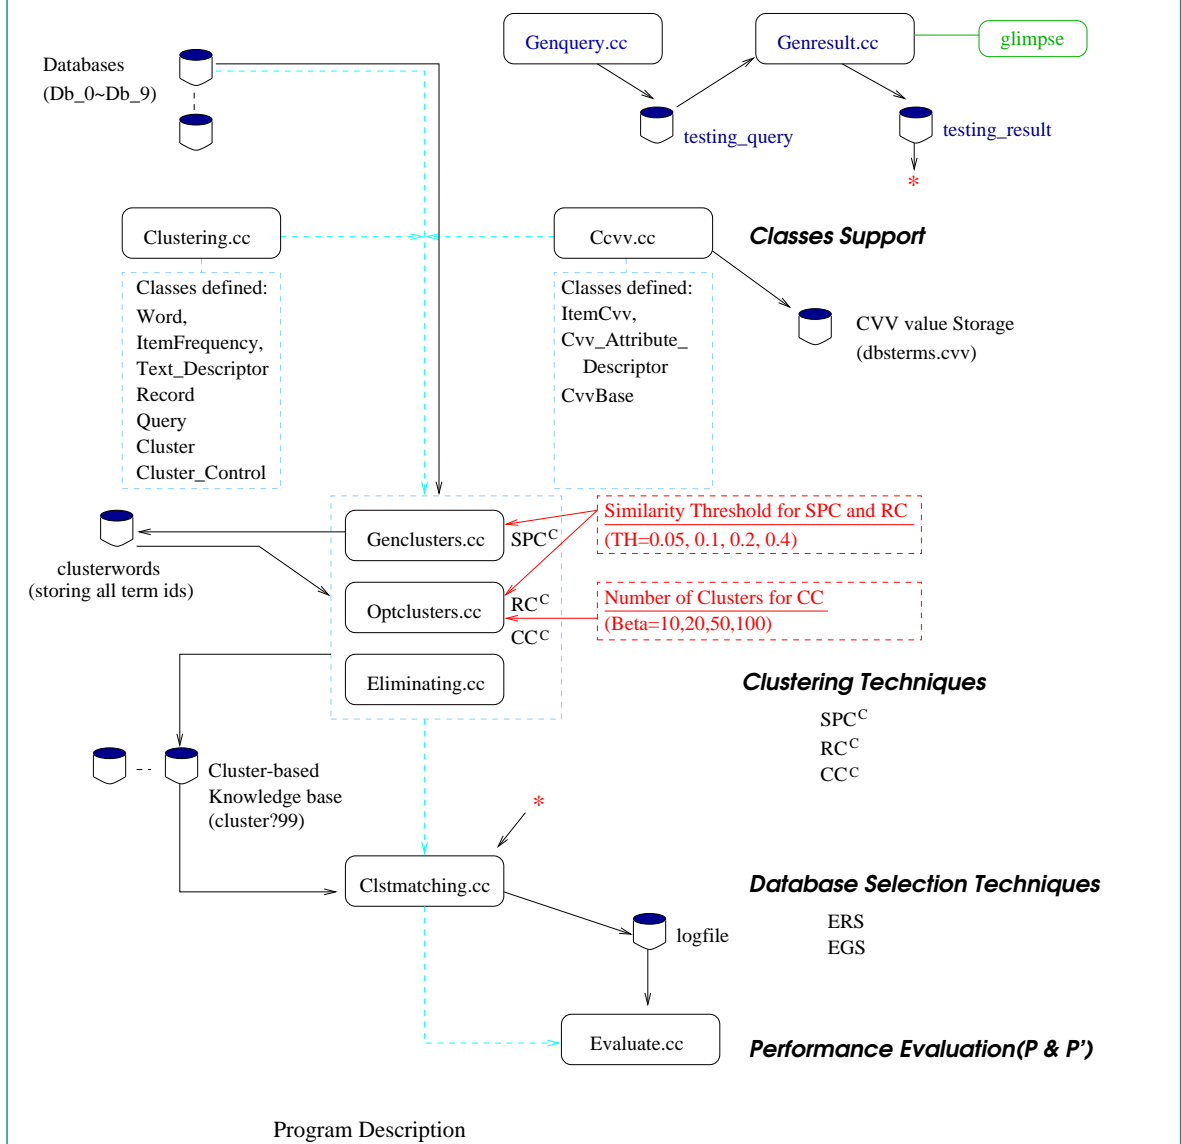 Genquery.cc
Genresult.cc
glimpse
Databases
(Db_0~Db_9)
testing_query
testing_result
*
Clustering.cc
Ccvv.cc
Classes Support
Classes defined:
Word,
ItemFrequency,
Text_Descriptor
Record
Query
Cluster
Cluster_Control
Classes defined:
ItemCvv,
Cvv_Attribute_
Descriptor
CvvBase
CVV value Storage
(dbsterms.cvv)
Genclusters.cc
SPC^C
Similarity Threshold for SPC and RC
(TH=0.05, 0.1, 0.2, 0.4)
clusterwords
(storing all term ids)
Optclusters.cc
RC^C
CC^C
Number of Clusters for CC
(Beta=10,20,50,100)
Eliminating.cc
Clustering Techniques
SPC^C
RC^C
CC^C
Cluster-based
Knowledge base
(cluster?99)
*
Clstmatching.cc
Database Selection Techniques
ERS
EGS
logfile
Evaluate.cc
Performance Evaluation(P & P')
Program Description